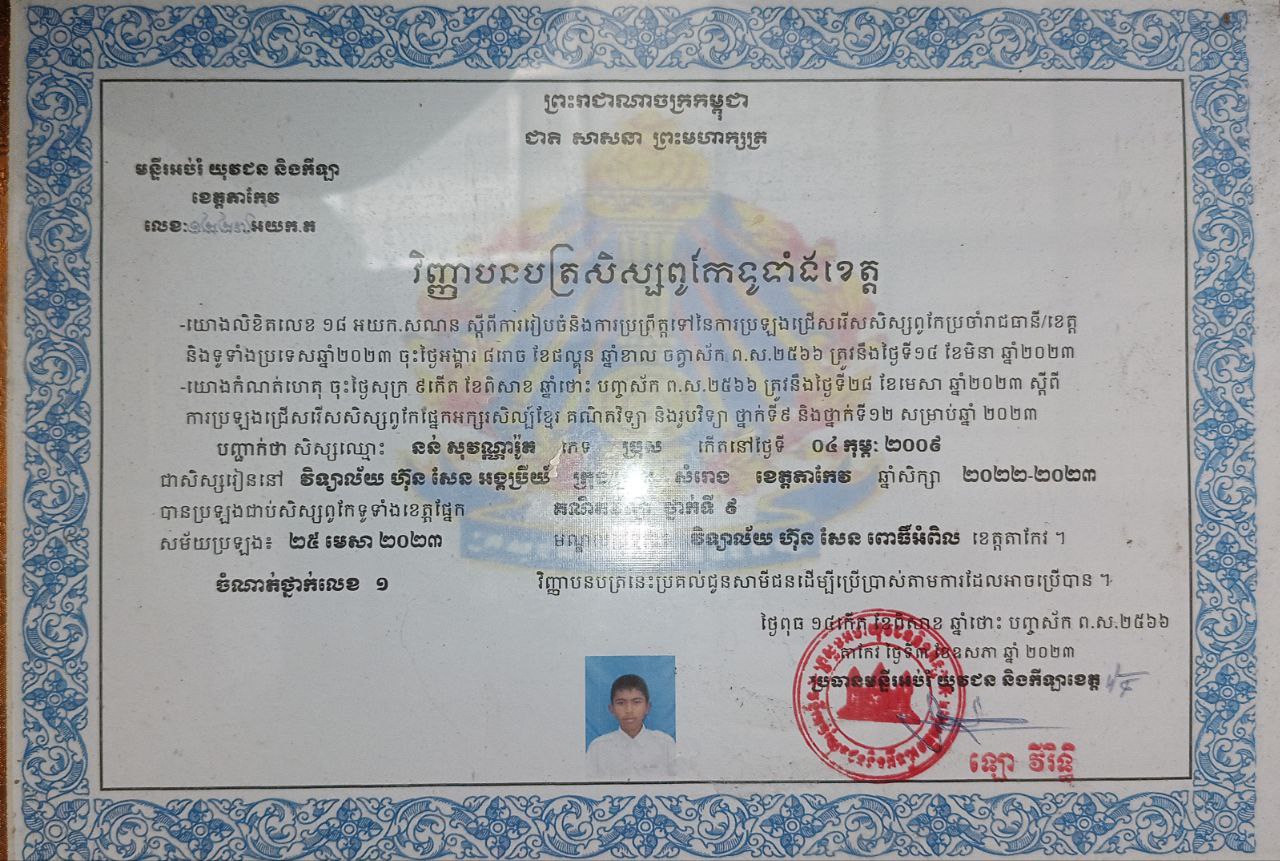 ព្រះរាជាណាចក្រកម្ពុជា
ជាតិ សាសនា ព្រះមហាក្សត្រ
មន្ទីរអប់រំ យុវជន និងកីឡា
ខេត្តតាកែវ
លេខ: អយក.ត
វិញ្ញាបនបត្រសិស្សពូកែទូទាំងខេត្ត
-យោងលិខិតលេខ ១៨ អយក.សណន ស្តីពីការរៀបចំនិងការប្រព្រឹត្តទៅនៃការប្រឡងជ្រើសរើសសិស្សពូកែប្រចាំរាជធានី/ខេត្ត
និងទូទាំងប្រទេសឆ្នាំ២០២៣ ចុះថ្ងៃអង្គារ ៨រោច ខែផល្គុន ឆ្នាំខាល ចត្វាស័ក ព.ស.២៥៦៦ ត្រូវនឹងថ្ងៃទី១៤ ខែមិនា ឆ្នាំ២០២៣
-យោងកំណត់ហេតុ ចុះថ្ងៃសុក្រ ៩កើត ខែពិសាខ ឆ្នាំថោះ បញ្ចស័ក ព.ស.២៥៦៦ ត្រូវនឹងថ្ងៃទី២៨ ខែមេសា ឆ្នាំ២០២៣ ស្តីពី
ការប្រឡងជ្រើសរើសសិស្សពូកែផ្នែកអក្សរសិល្ប៍ខ្មែរ គណិតវិទ្យា និងរូបវិទ្យា ថ្នាក់ទី៩ និងថ្នាក់ទី១២ សម្រាប់ឆ្នាំ ២០២៣
បញ្ជាក់ថា សិស្សឈ្មោះ នន់ សុវណ្ណារ៉ូត ភេទ ប្រុស កើតនៅថ្ងៃទី ០៤ កុម្ភៈ ២០០៩
ជាសិស្សរៀននៅ វិទ្យាល័យ ហ៊ុន សែន អង្គប្រីយ៍ សំរោង ខេត្តតាកែវ ឆ្នាំសិក្សា ២០២២-២០២៣
បានប្រឡងជាប់សិស្សពូកែទូទាំងខេត្តផ្នែក គណិតវិទ្យា ថ្នាក់ទី ៩
សម័យប្រឡង៖ ២៥ មេសា ២០២៣ វិទ្យាល័យ ហ៊ុន សែន ពោធិ៍អំពិល ខេត្តតាកែវ ។
ចំណាត់ថ្នាក់លេខ ១ វិញ្ញាបនបត្រនេះប្រគល់ជូនសាមីជនដើម្បីប្រើប្រាស់តាមការដែលអាចប្រើបាន ។
ថ្ងៃពុធ ១៤កើត ខែពិសាខ ឆ្នាំថោះ បញ្ចស័ក ព.ស.២៥៦៦
តាកែវ ថ្ងៃទី៣ ខែឧសភា ឆ្នាំ ២០២៣
ប្រធានមន្ទីរអប់រំ យុវជន និងកីឡាខេត្ត
ឡោ វីរិទ្ធិ